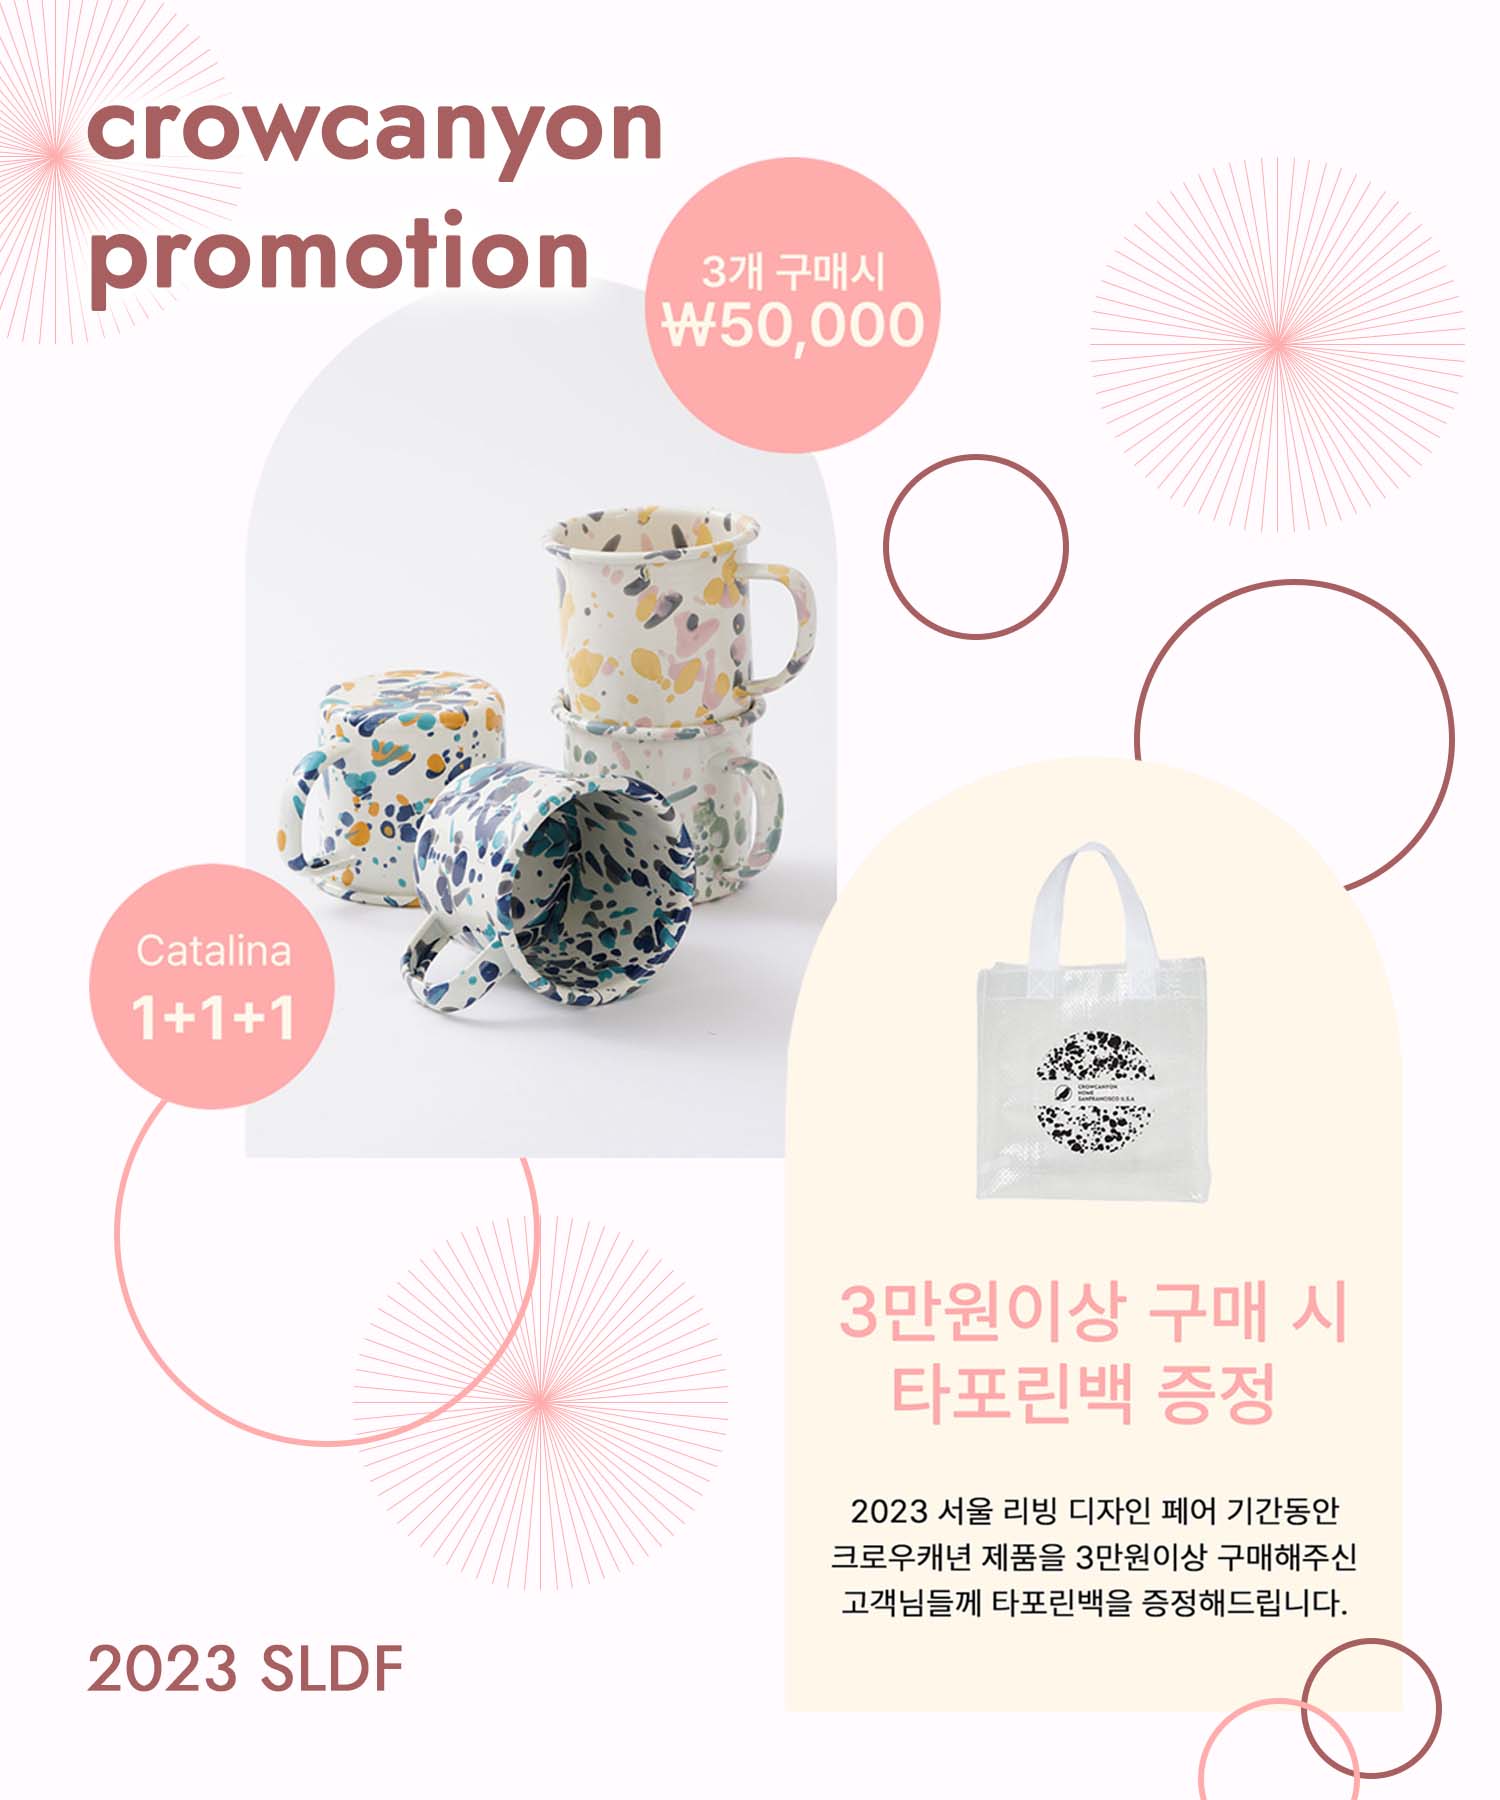 crowcanyon
promotion
3개 구매시
₩50,000
Catalina
1+1+1
CROWCANYON
HOME
SANFRANCISCO U.S.A
3만원이상 구매 시
타포린백 증정
2023 서울 리빙 디자인 페어 기간동안
크로우캐년 제품을 3만원이상 구매해주신
고객님들께 타포린백을 증정해드립니다.
2023 SLDF